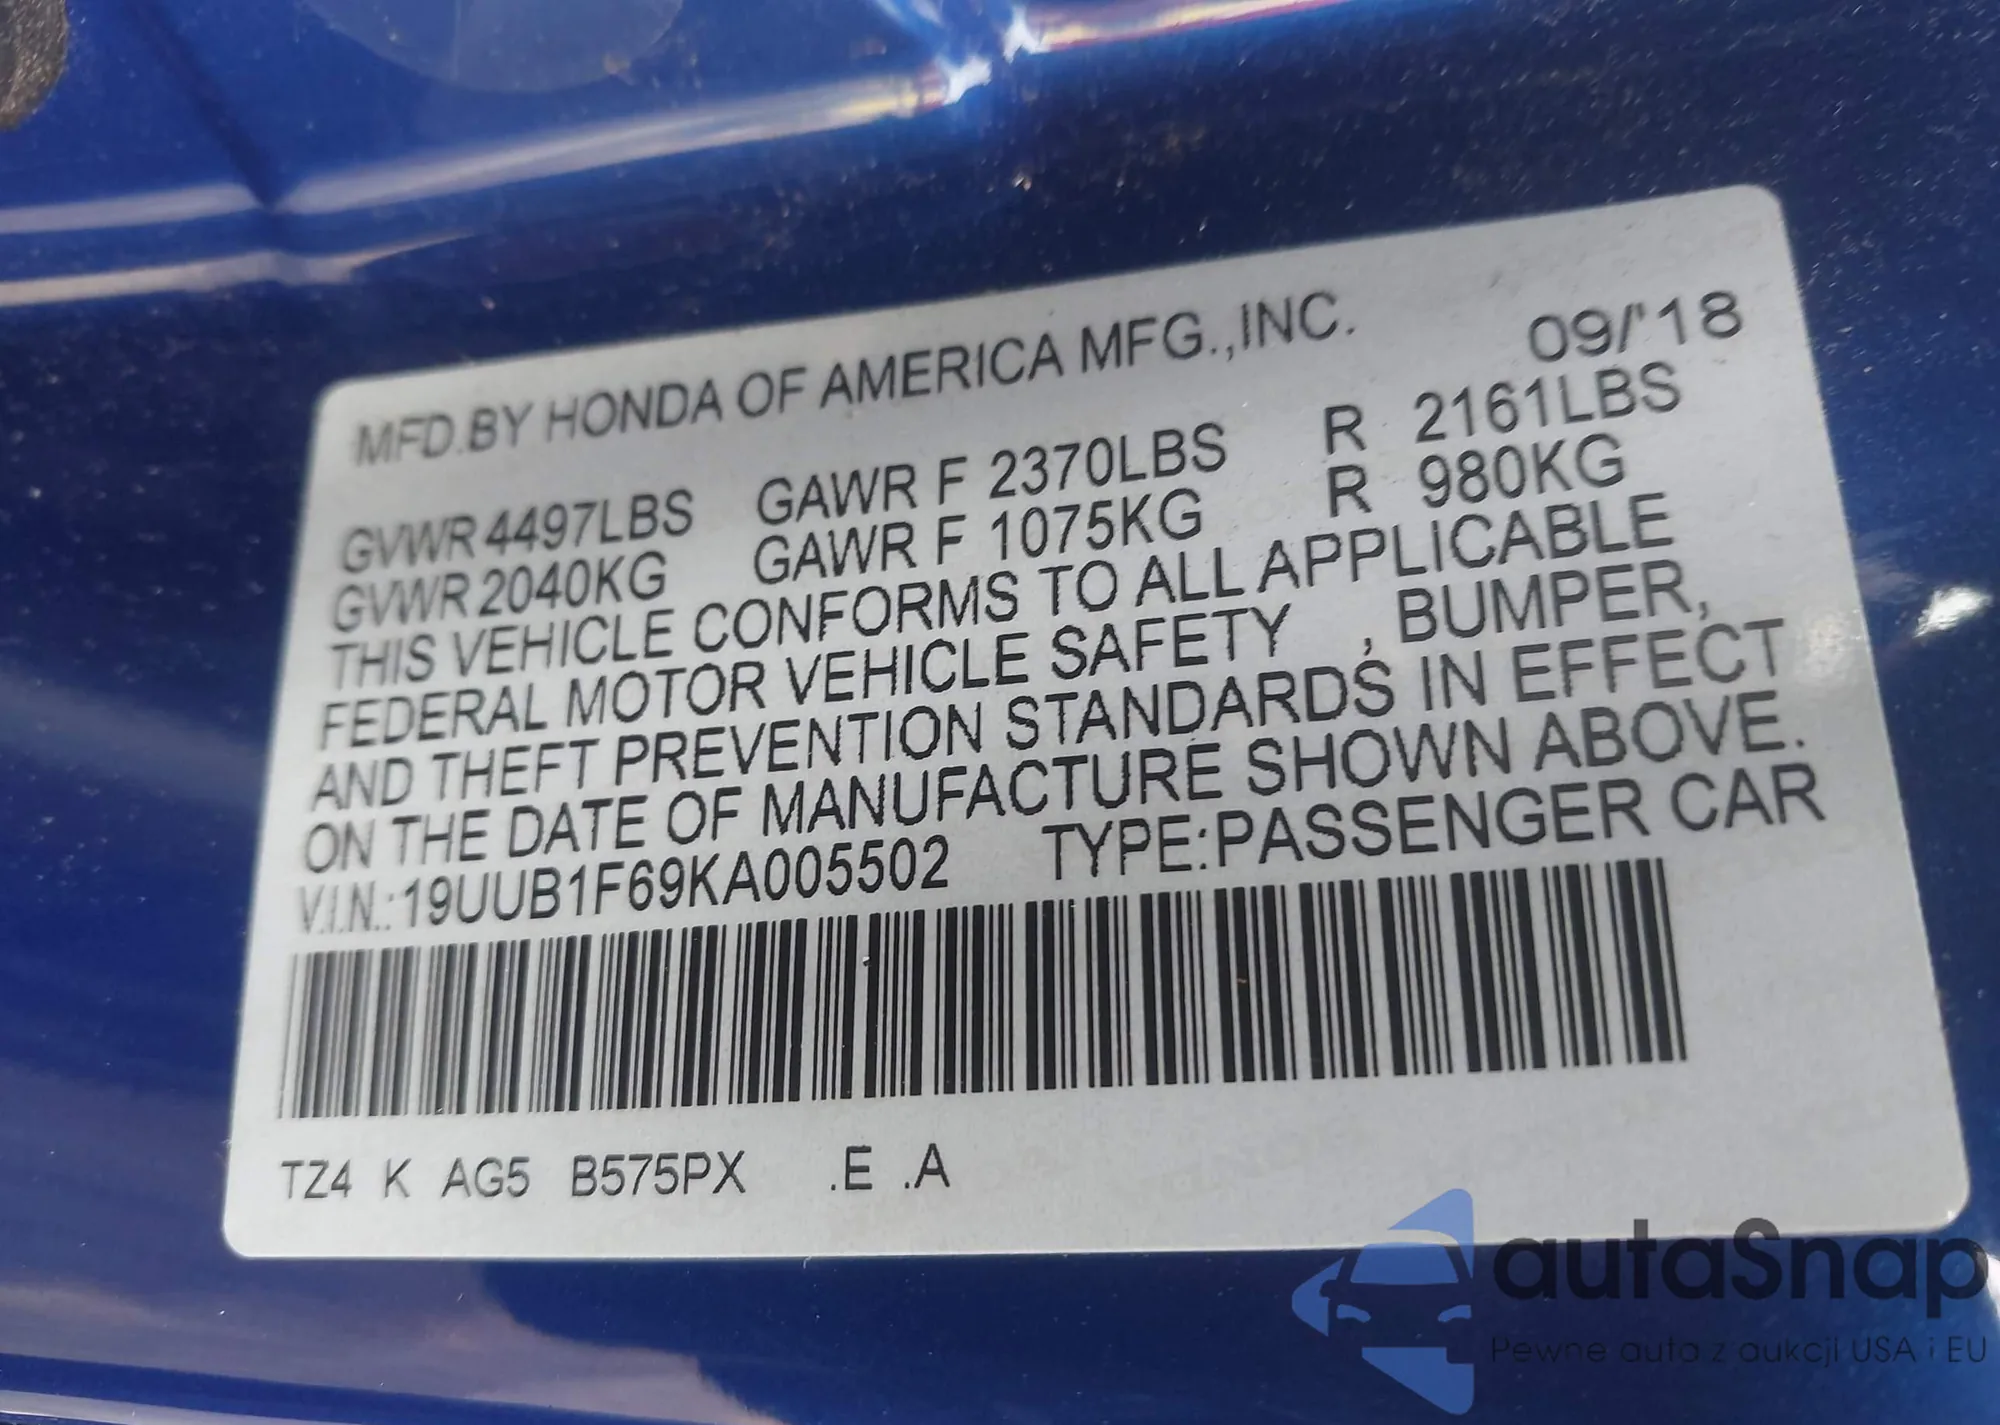 MFD.BY HONDA OF AMERICA MFG.,INC. 09/'18
GVWR 4497LBS GAWR F 2370LBS R 2161LBS
GVWR 2040KG GAWR F 1075KG R 980KG
THIS VEHICLE CONFORMS TO ALL APPLICABLE
FEDERAL MOTOR VEHICLE SAFETY , BUMPER,
AND THEFT PREVENTION STANDARDS IN EFFECT
ON THE DATE OF MANUFACTURE SHOWN ABOVE.
V.I.N.:19UUB1F69KA005502 TYPE:PASSENGER CAR
TZ4 K AG5 B575PX .E .A
autaSnap
Pewne auta z aukcji USA i EU